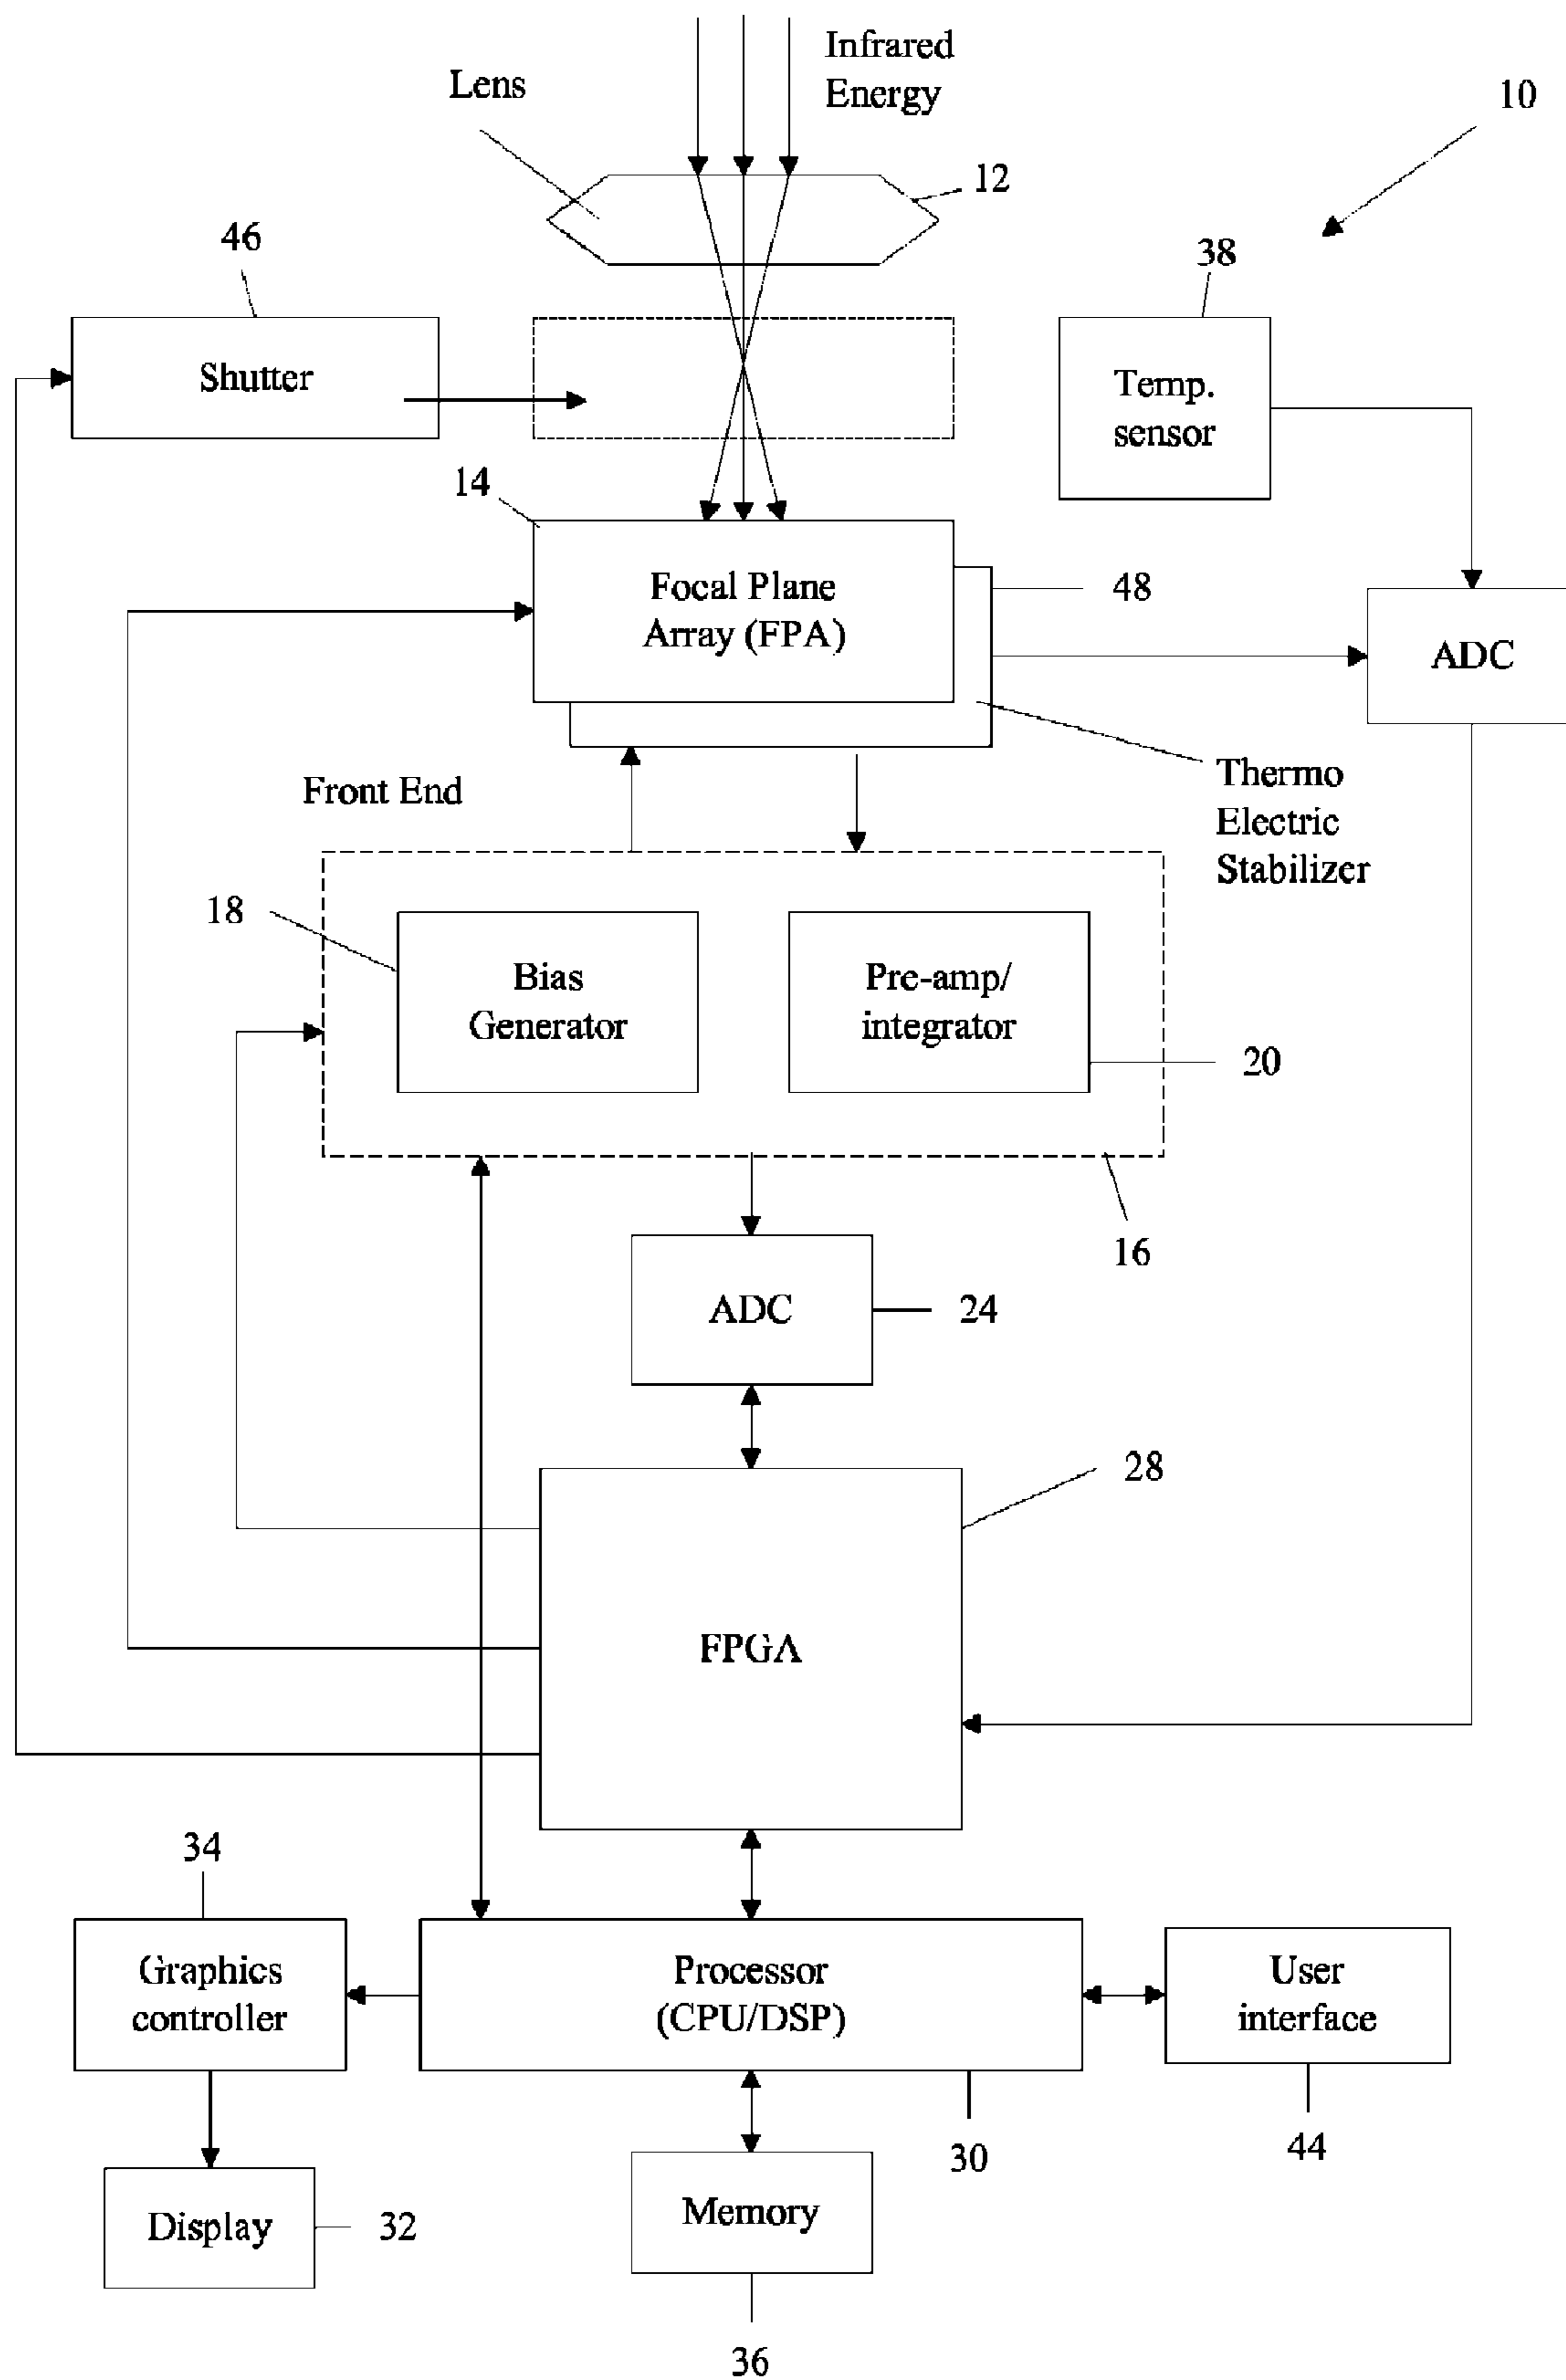 Infrared
Energy
Lens
10
12
46
38
Shutter
Temp.
sensor
14
Focal Plane
Array (FPA)
48
ADC
Thermo
Electric
Stabilizer
Front End
18
Bias
Generator
Pre-amp/
integrator
20
16
ADC
24
28
FPGA
34
Graphics
controller
Processor
(CPU/DSP)
User
interface
30
44
Display
32
Memory
36